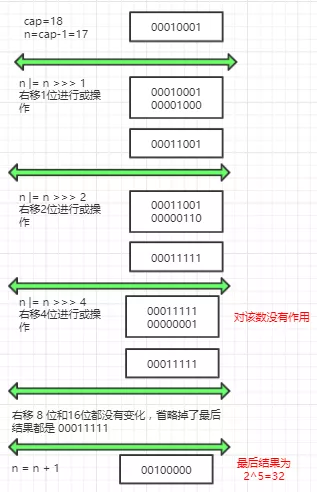 cap=18
n=cap-1=17
00010001
n |= n >>> 1
右移1位进行或操
作
00010001
00001000
00011001
n |= n >>> 2
右移2位进行或操
作
00011001
00000110
00011111
n |= n >>> 4
右移4位进行或操
作
00011111
00000001
对该数没有作用
00011111
右移 8 位和16位都没有变化，省略掉了最后
结果都是 00011111
n = n + 1
00100000
最后结果为
2^5=32